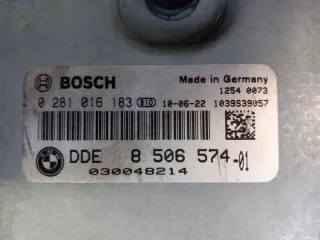 BOSCH
Made in Germany
1254 0073
0 281 016 183 810 10-06-22 1039S39057
DDE 8 506 574-01
030048214